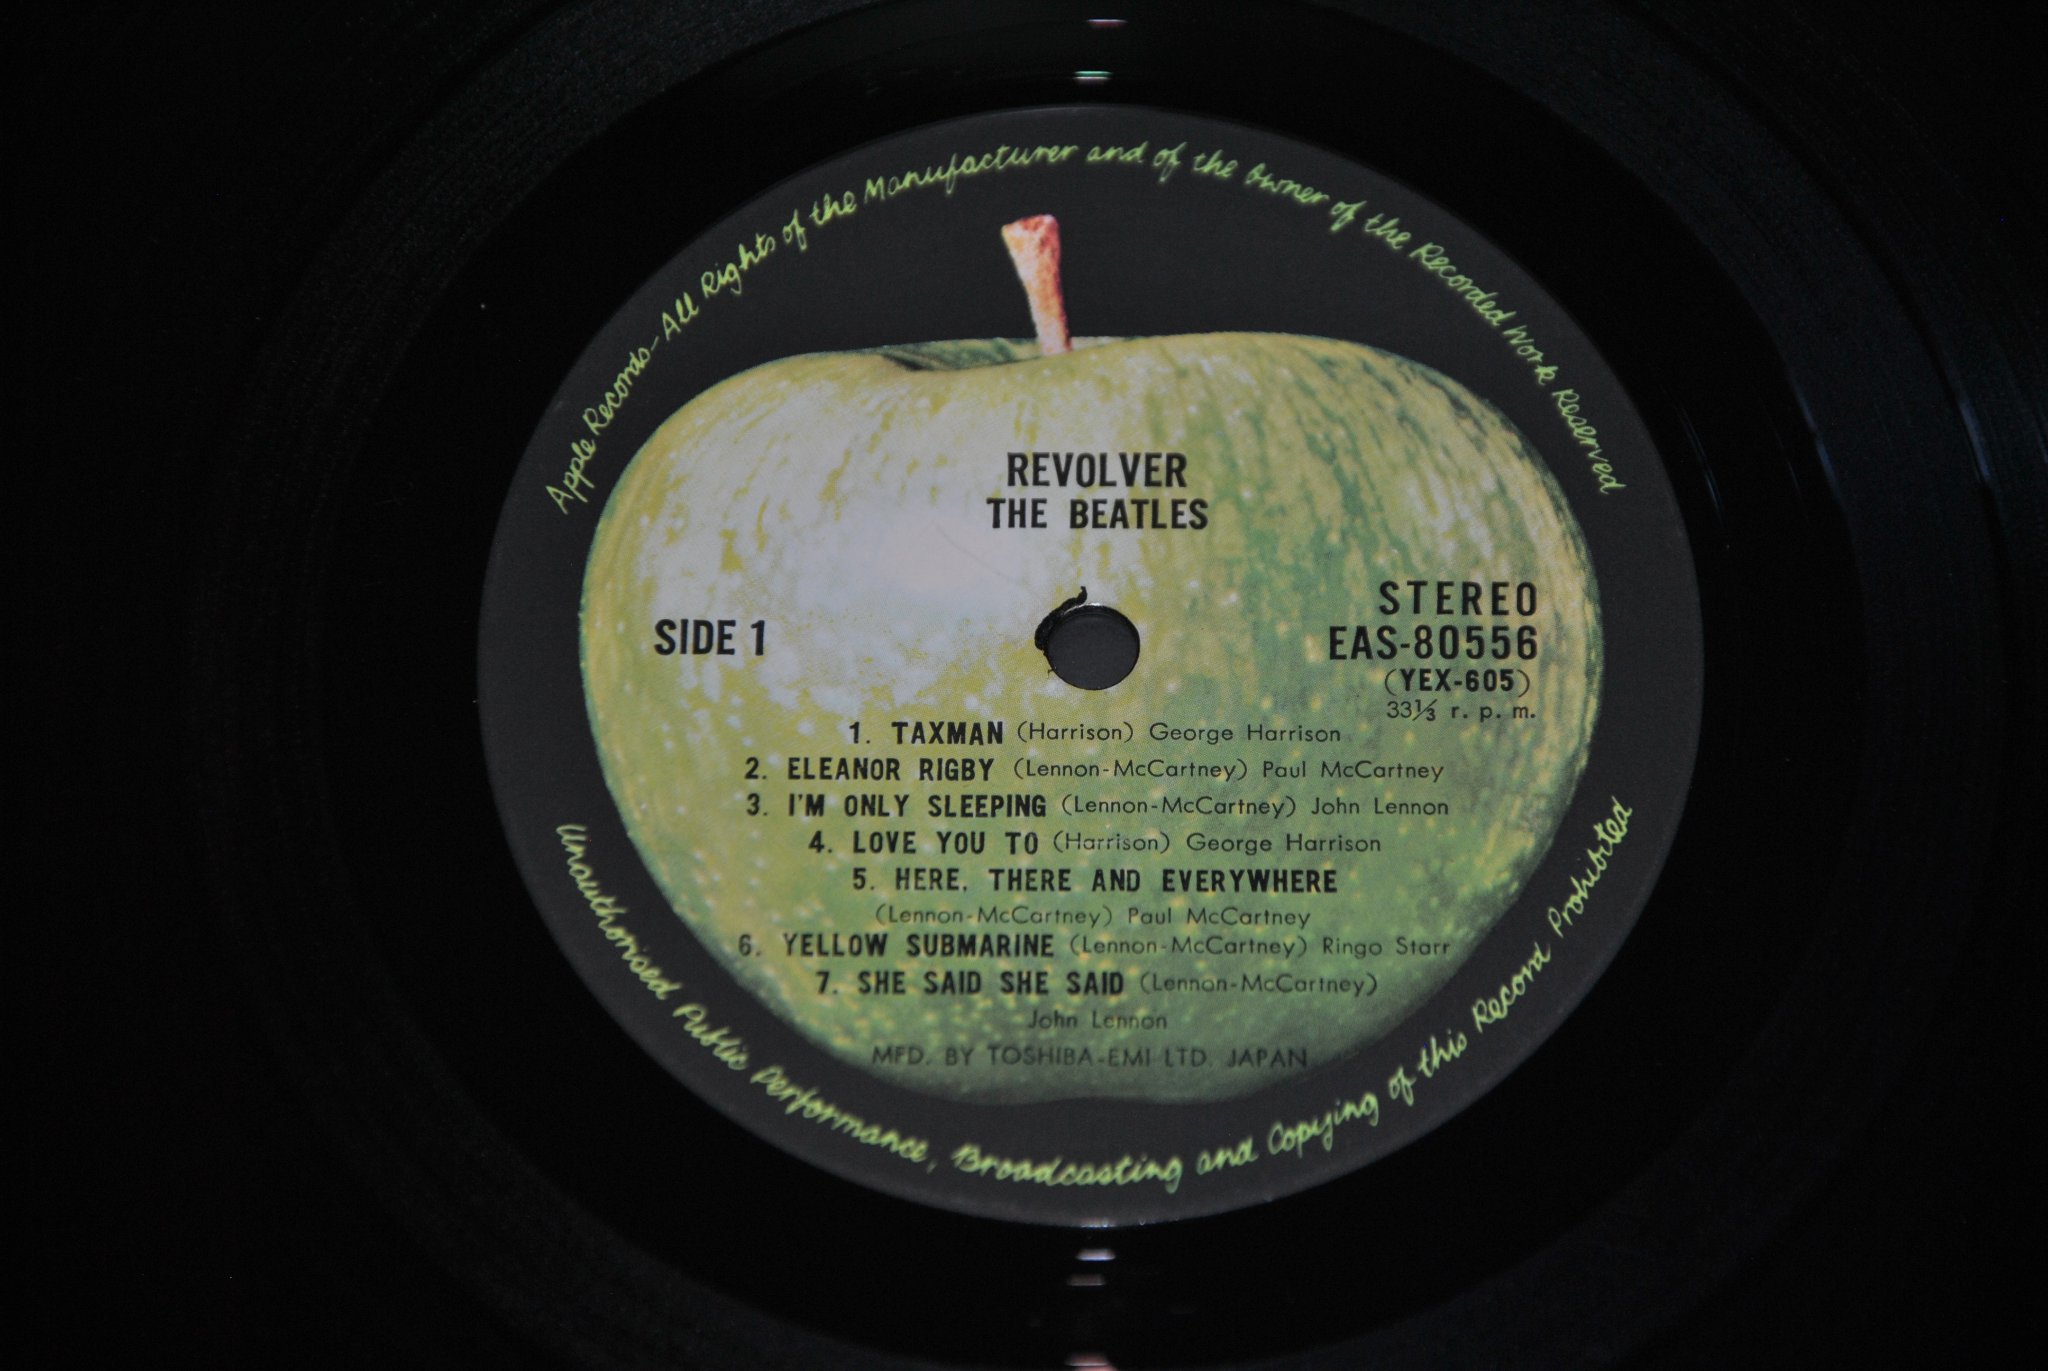 Apple Records - All Rights of the Manufacturer and of the Owner of the Recorded Work Reserved
REVOLVER
THE BEATLES
SIDE 1
STEREO
EAS-80556
(YEX-605)
33⅓ r. p. m.
1. TAXMAN (Harrison) George Harrison
2. ELEANOR RIGBY (Lennon-McCartney) Paul McCartney
3. I'M ONLY SLEEPING (Lennon-McCartney) John Lennon
4. LOVE YOU TO (Harrison) George Harrison
5. HERE, THERE AND EVERYWHERE
(Lennon-McCartney) Paul McCartney
6. YELLOW SUBMARINE (Lennon-McCartney) Ringo Starr
7. SHE SAID SHE SAID (Lennon-McCartney)
John Lennon
MFD. BY TOSHIBA-EMI LTD. JAPAN
Unauthorised Public Performance, Broadcasting and Copying of this Record Prohibited